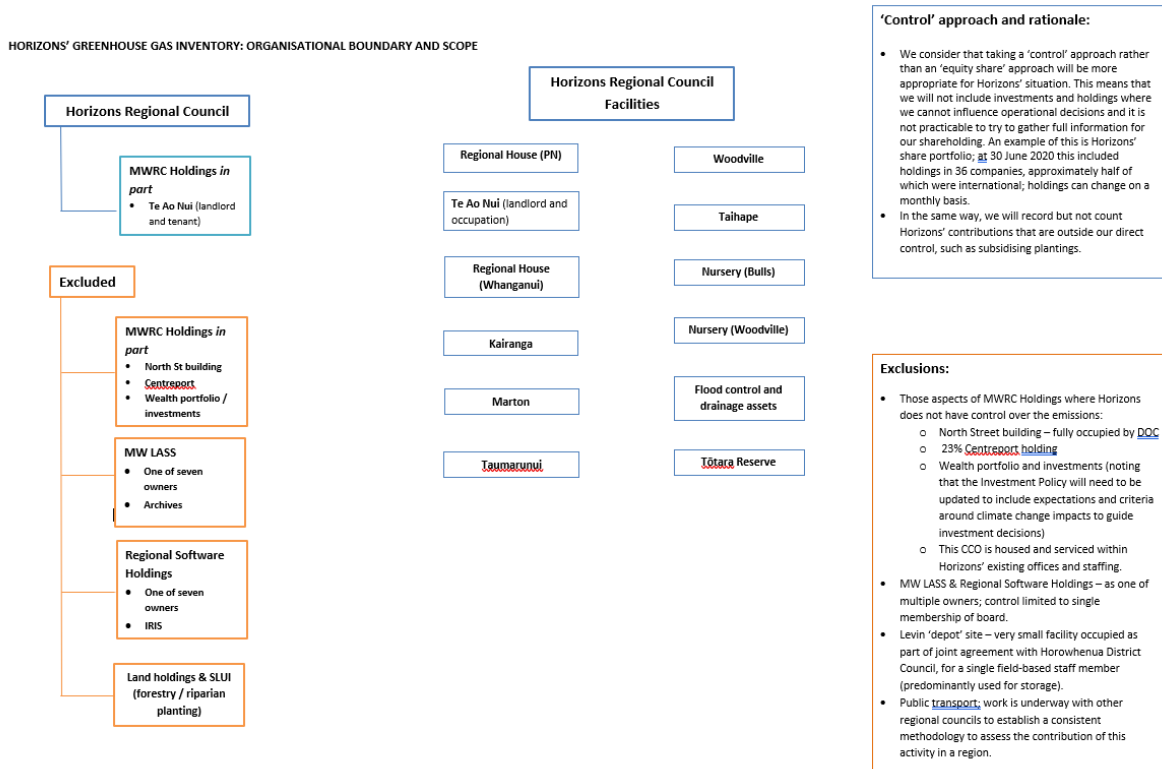 HORIZONS' GREENHOUSE GAS INVENTORY: ORGANISATIONAL BOUNDARY AND SCOPE
Horizons Regional Council
MWRC Holdings in
part
• Te Ao Nui (landlord
and tenant)
Excluded
MWRC Holdings in
part
• North St building
• Centreport
• Wealth portfolio /
investments
MW LASS
• One of seven
owners
• Archives
Regional Software
Holdings
• One of seven
owners
• IRIS
Land holdings & SLUI
(forestry / riparian
planting)
Horizons Regional Council
Facilities
Regional House (PN)
Te Ao Nui (landlord and
occupation)
Regional House
(Whanganui)
Kairanga
Marton
Taumarunui
Woodville
Taihape
Nursery (Bulls)
Nursery (Woodville)
Flood control and
drainage assets
Tōtara Reserve
'Control' approach and rationale:
• We consider that taking a 'control' approach rather
than an 'equity share' approach will be more
appropriate for Horizons' situation. This means that
we will not include investments and holdings where
we cannot influence operational decisions and it is
not practicable to try to gather full information for
our shareholding. An example of this is Horizons'
share portfolio; at 30 June 2020 this included
holdings in 36 companies, approximately half of
which were international; holdings can change on a
monthly basis.
• In the same way, we will record but not count
Horizons' contributions that are outside our direct
control, such as subsidising plantings.
Exclusions:
• Those aspects of MWRC Holdings where Horizons
does not have control over the emissions:
o North Street building – fully occupied by DOC
o 23% Centreport holding
o Wealth portfolio and investments (noting
that the Investment Policy will need to be
updated to include expectations and criteria
around climate change impacts to guide
investment decisions)
o This CCO is housed and serviced within
Horizons' existing offices and staffing.
• MW LASS & Regional Software Holdings – as one of
multiple owners; control limited to single
membership of board.
• Levin 'depot' site – very small facility occupied as
part of joint agreement with Horowhenua District
Council, for a single field-based staff member
(predominantly used for storage).
• Public transport; work is underway with other
regional councils to establish a consistent
methodology to assess the contribution of this
activity in a region.